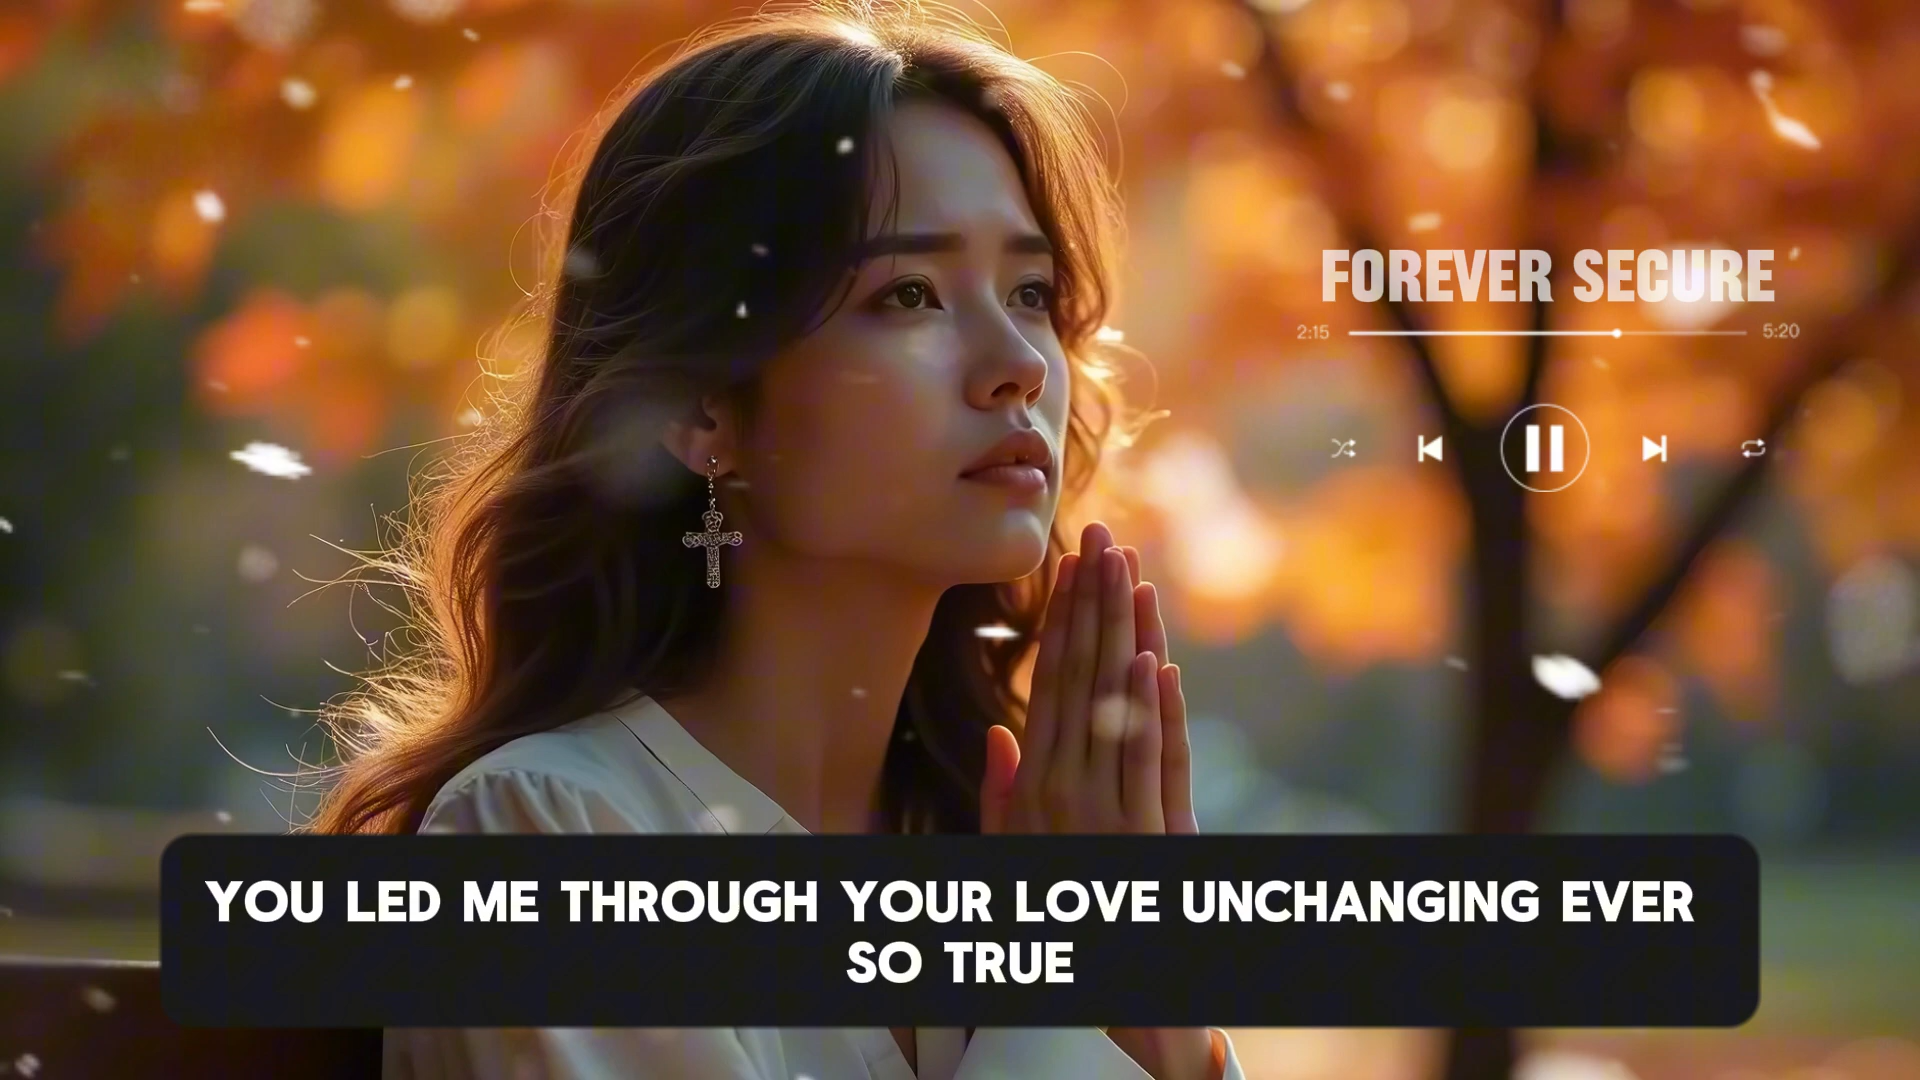 FOREVER SECURE
2:15 5:20
YOU LED ME THROUGH YOUR LOVE UNCHANGING EVER
SO TRUE